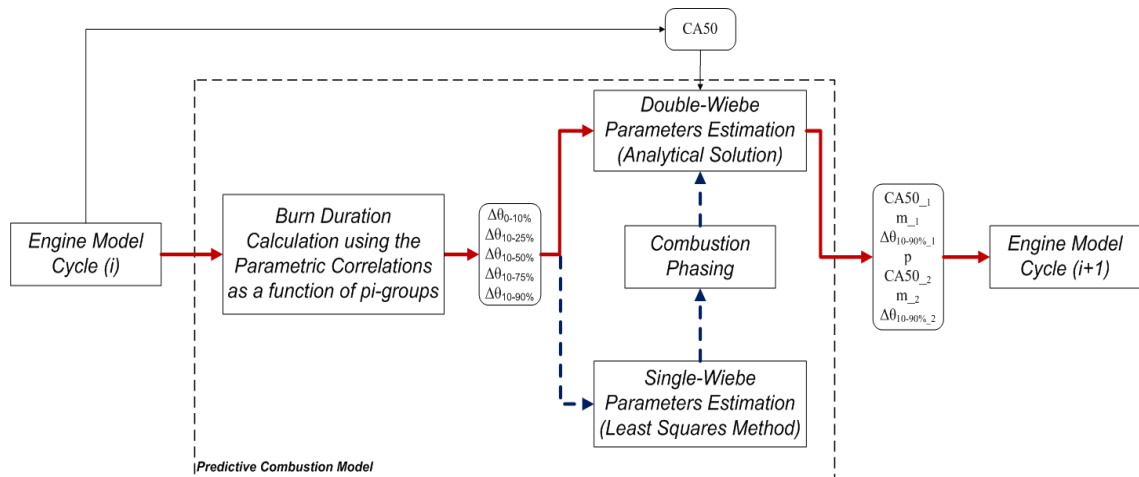 CA50
Double-Wiebe
Parameters Estimation
(Analytical Solution)
Engine Model
Cycle (i)
Burn Duration
Calculation using the
Parametric Correlations
as a function of pi-groups
Δθ0-10%
Δθ10-25%
Δθ10-50%
Δθ10-75%
Δθ10-90%
Combustion
Phasing
Single-Wiebe
Parameters Estimation
(Least Squares Method)
CA50_1
m_1
Δθ10-90%_1
p
CA50_2
m_2
Δθ10-90%_2
Engine Model
Cycle (i+1)
Predictive Combustion Model